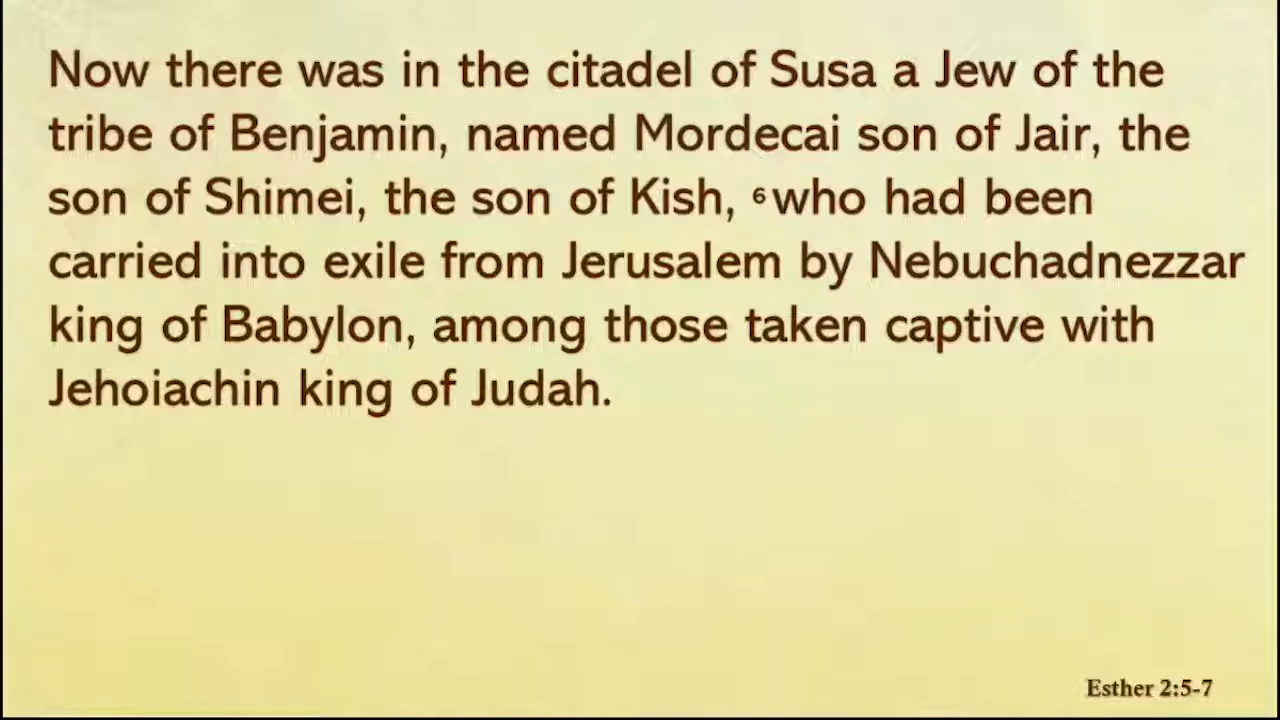 Now there was in the citadel of Susa a Jew of the
tribe of Benjamin, named Mordecai son of Jair, the
son of Shimei, the son of Kish, ⁶who had been
carried into exile from Jerusalem by Nebuchadnezzar
king of Babylon, among those taken captive with
Jehoiachin king of Judah.
Esther 2:5-7